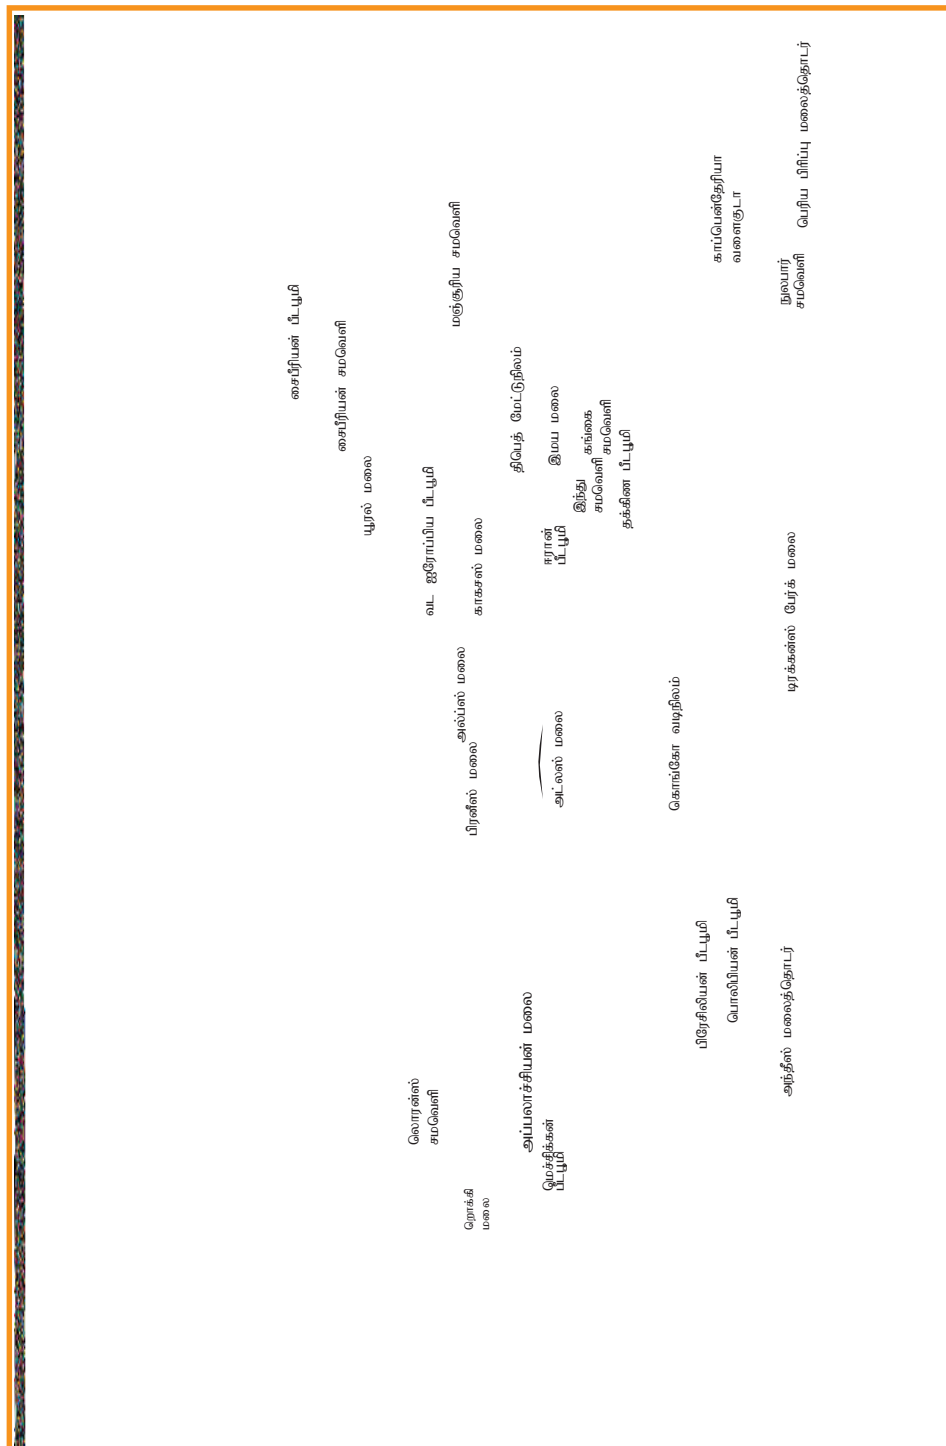 சைபீரியன் பீடபூமி
சைபீரியன் சமவெளி
யூரல் மலை
லொரன்ஸ்
சமவெளி
வட ஐரோப்பிய பீடபூமி
மஞ்சூரிய சமவெளி
அல்ப்ஸ் மலை
பிரனீஸ் மலை
காகசஸ் மலை
றொக்கி
மலை
திபெத் மேட்டுநிலம்
அப்பலாச்சியன் மலை
மெச்சிக்கன்
பீடபூமி
அட்லஸ் மலை
ஈரான்
பீடபூமி
இமய மலை
இந்து
சமவெளி
கங்கை
சமவெளி
தக்கிண பீடபூமி
கொங்கோ வடிநிலம்
பிரேசிலியன் பீடபூமி
பொலிபியன் பீடபூமி
காப்பென்தேரியா
வளைகுடா
அந்தீஸ் மலைத்தொடர்
டிரக்கன்ஸ் பேர்க் மலை
நுலபார்
சமவெளி
பெரிய பிரிப்பு மலைத்தொடர்